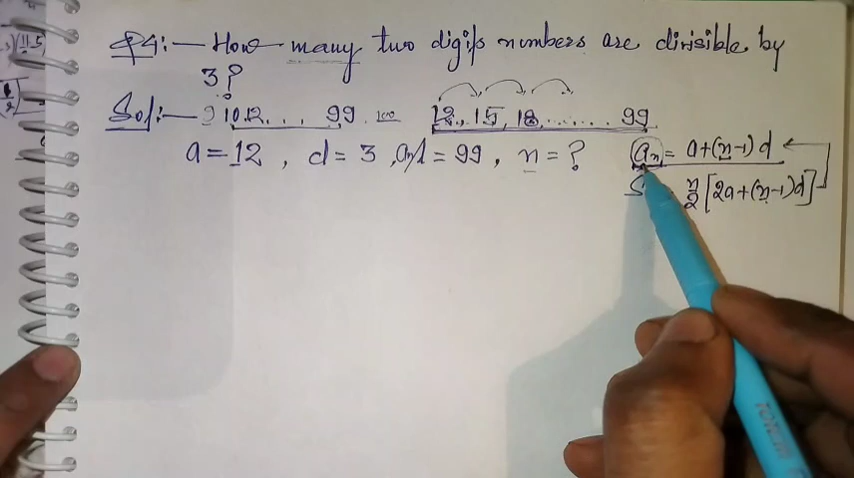 Q4:— How many two digits numbers are divisible by
3?
Sol:— 9 10 12 . . . . 99 100 12, 15, 18, ....... 99
a = 12 , d = 3 , an/l = 99 , n = ? an = a+(n-1)d
n/2 [2a+(n-1)d]